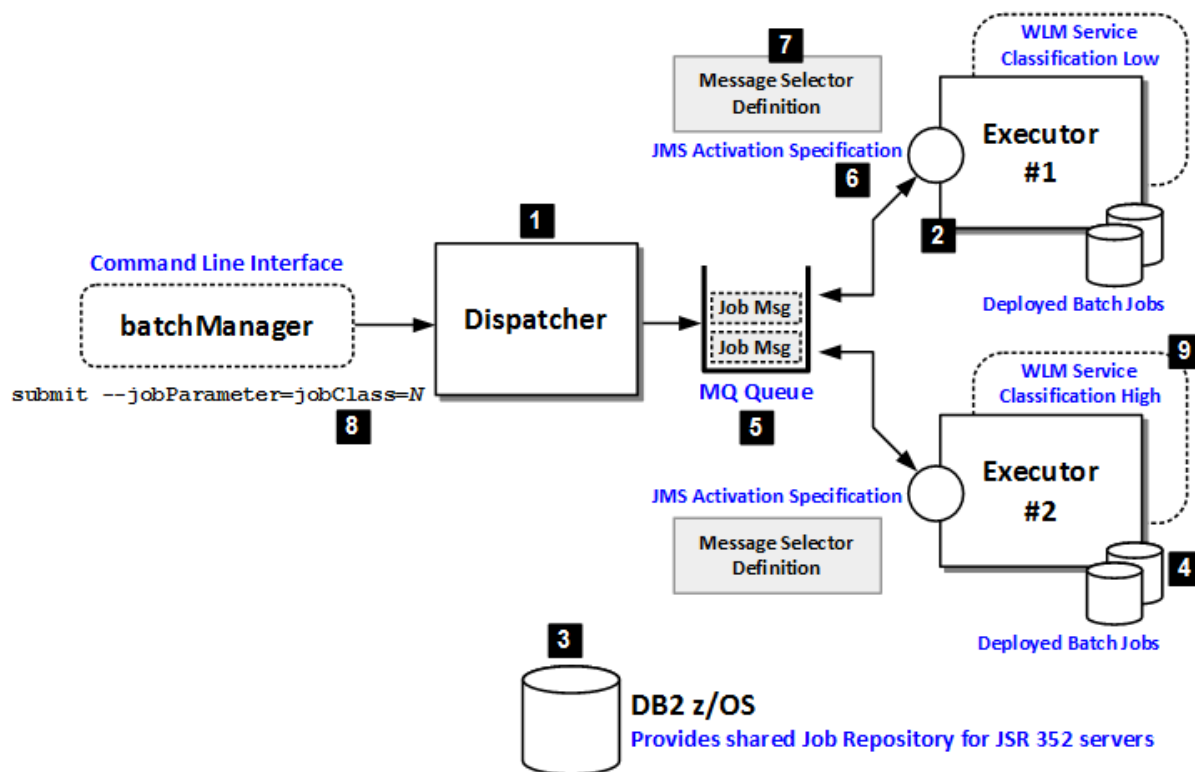 7
WLM Service
Classification Low
Message Selector
Definition
JMS Activation Specification
6
Executor
#1
2
Deployed Batch Jobs
1
Command Line Interface
batchManager
Dispatcher
submit --jobParameter=jobClass=N
8
Job Msg
Job Msg
MQ Queue
5
9
WLM Service
Classification High
JMS Activation Specification
Message Selector
Definition
Executor
#2
4
Deployed Batch Jobs
3
DB2 z/OS
Provides shared Job Repository for JSR 352 servers